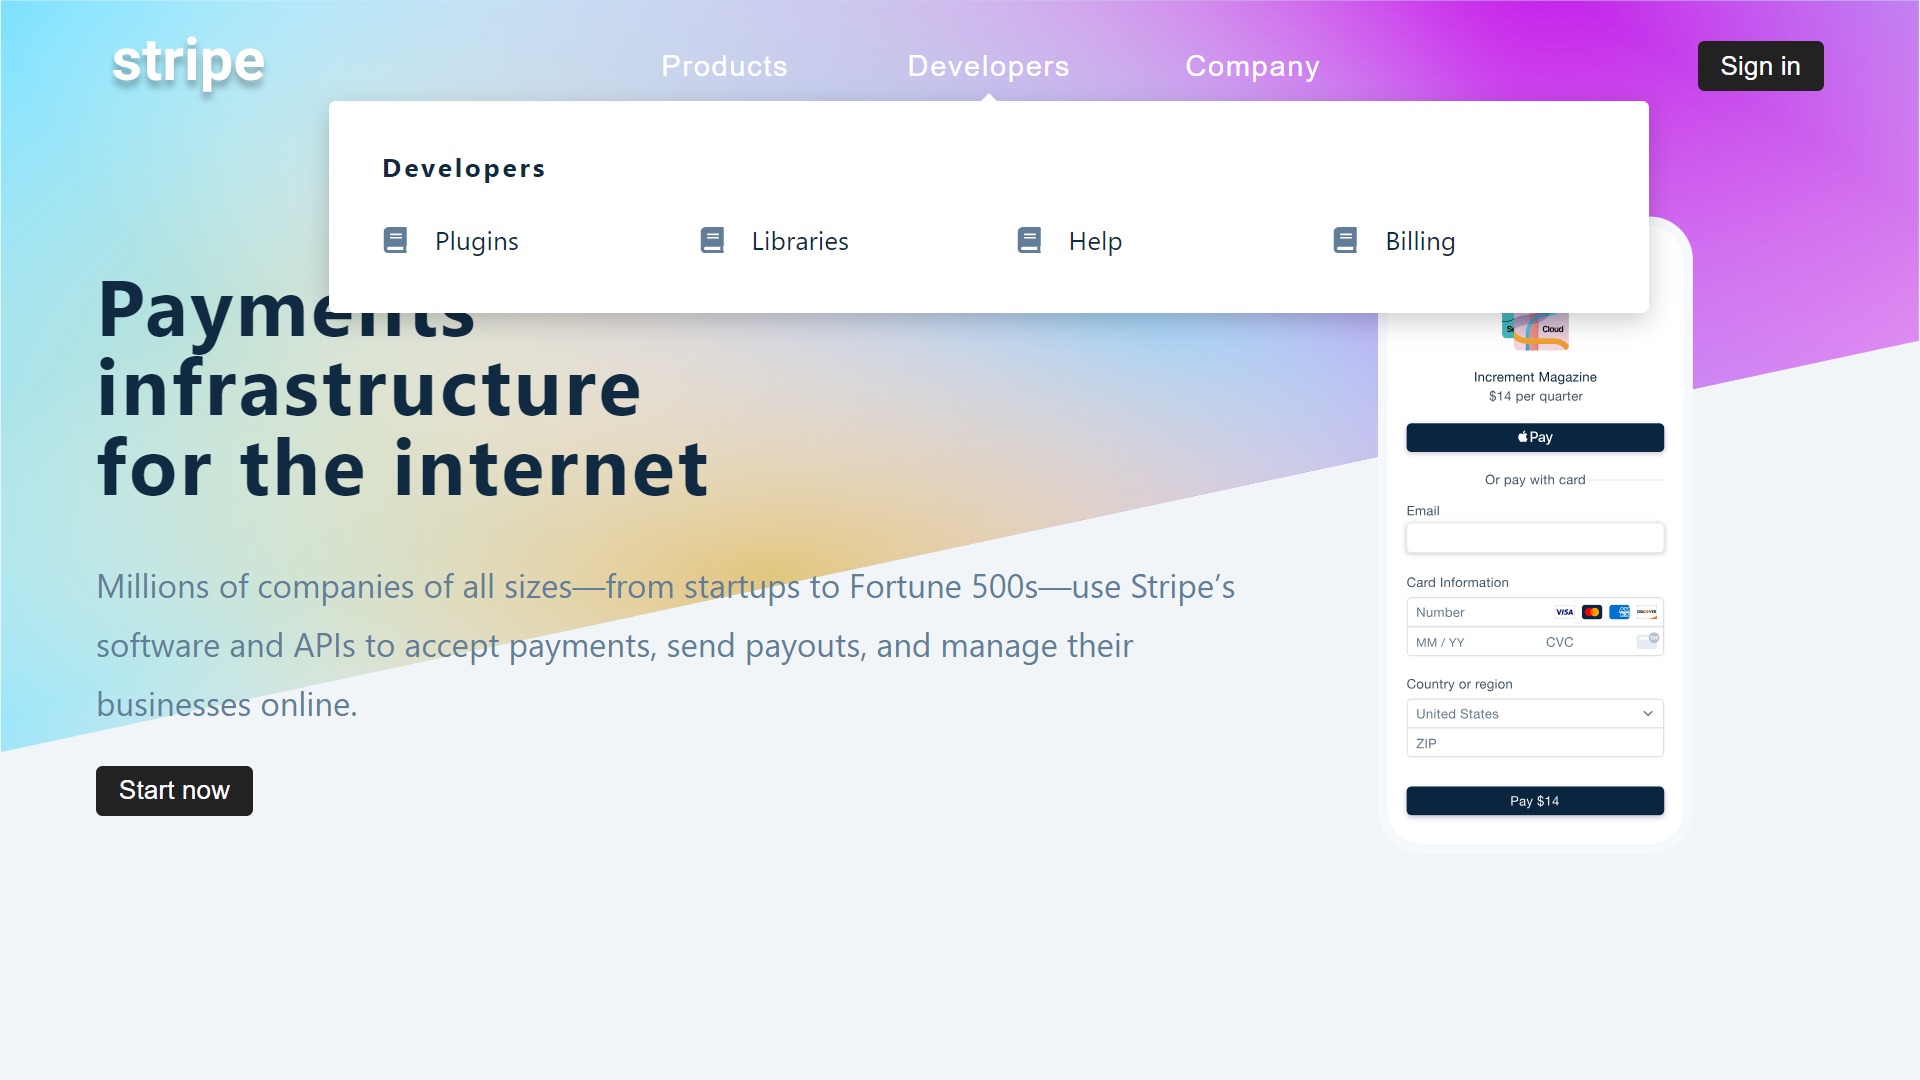 stripe
Products Developers Company
Sign in
Developers
Plugins Libraries Help Billing
Payments
infrastructure
for the internet
Millions of companies of all sizes—from startups to Fortune 500s—use Stripe’s
software and APIs to accept payments, send payouts, and manage their
businesses online.
Start now
Cloud
Increment Magazine
$14 per quarter
Pay
Or pay with card
Email
Card Information
Number VISA DISCOVER
MM / YY CVC
Country or region
United States
ZIP
Pay $14